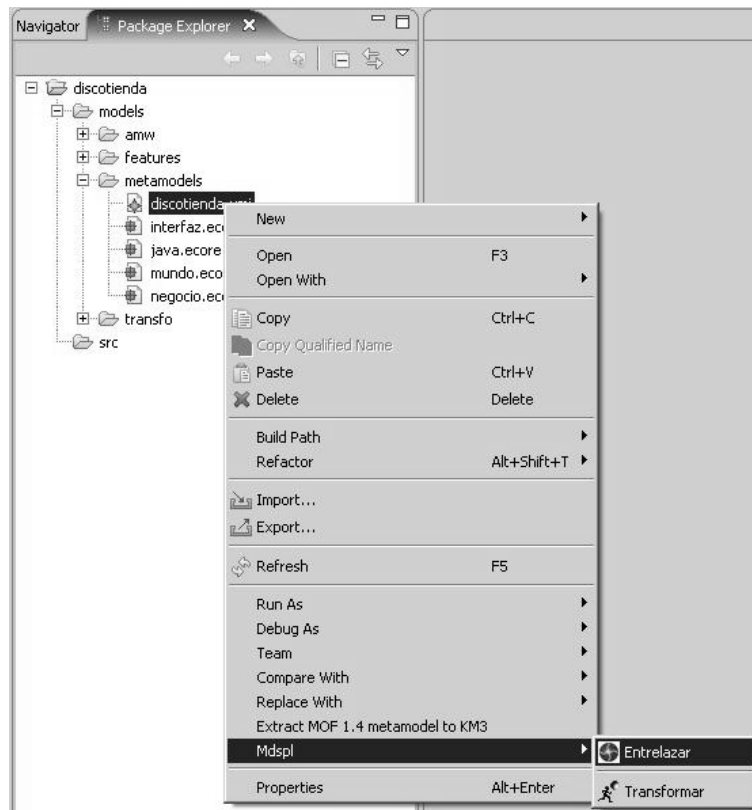 Navigator Package Explorer
discotienda
models
amw
features
metamodels
discotienda.xmi
interfaz.eco
java.ecore
mundo.eco
negocio.ec
transfo
src
New
Open F3
Open With
Copy Ctrl+C
Copy Qualified Name
Paste Ctrl+V
Delete Delete
Build Path
Refactor Alt+Shift+T
Import...
Export...
Refresh F5
Run As
Debug As
Team
Compare With
Replace With
Extract MOF 1.4 metamodel to KM3
Mdspl
Entrelazar
Properties Alt+Enter
Transformar